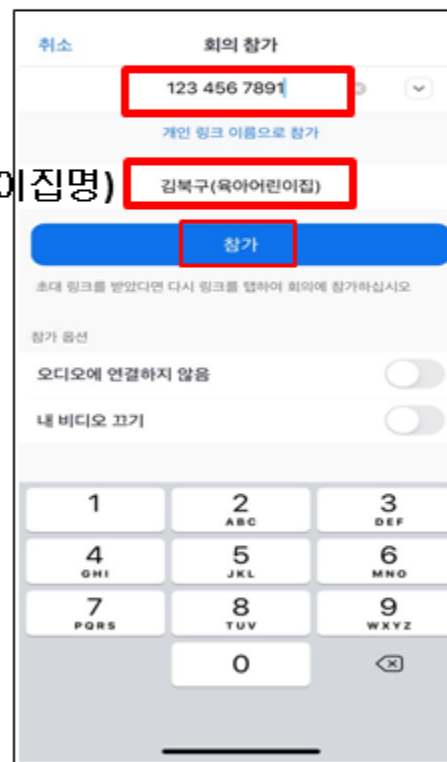 취소 회의 참가
123 456 7891
개인 링크 이름으로 참가
이집명) 김북구(육아어린이집)
참가
초대 링크를 받았다면 다시 링크를 탭하여 회의에 참가하십시오
참가 옵션
오디오에 연결하지 않음
내 비디오 끄기
1 2 3
ABC DEF
4 5 6
GHI JKL MNO
7 8 9
PQRS TUV WXYZ
0